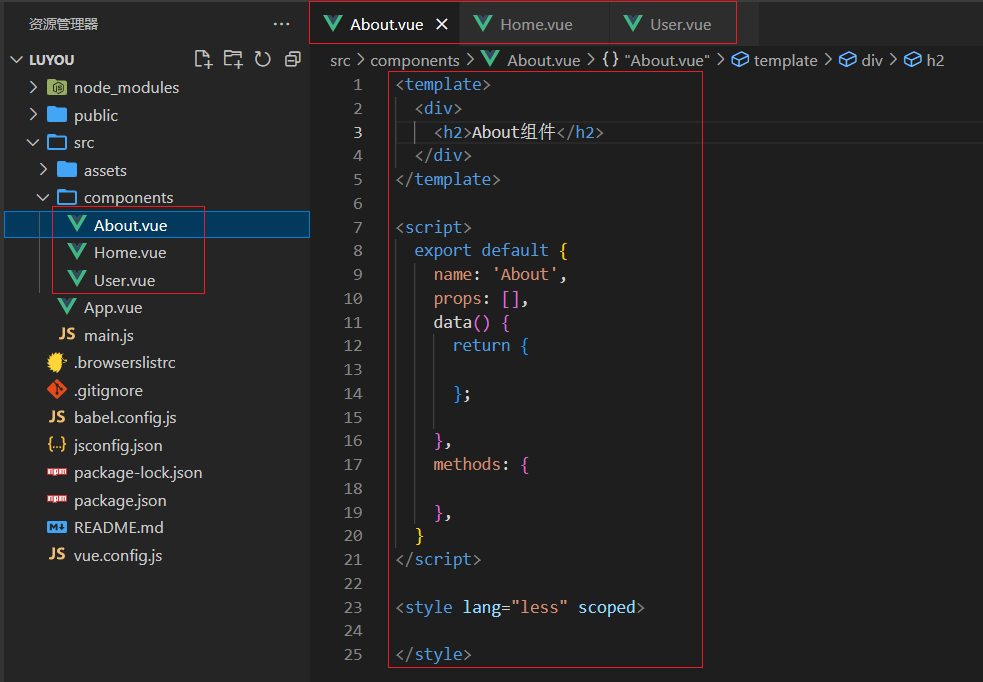 资源管理器
LUYOU
node_modules
public
src
assets
components
About.vue
Home.vue
User.vue
App.vue
JS main.js
.browserslistrc
.gitignore
JS babel.config.js
{..} jsconfig.json
npm package-lock.json
npm package.json
M↓ README.md
JS vue.config.js
About.vue Home.vue User.vue
src > components > About.vue > {} "About.vue" > template > div > h2
1 <template>
2 <div>
3 <h2>About组件</h2>
4 </div>
5 </template>
6
7 <script>
8 export default {
9 name: 'About',
10 props: [],
11 data() {
12 return {
13
14 };
15
16 },
17 methods: {
18
19 },
20 }
21 </script>
22
23 <style lang="less" scoped>
24
25 </style>